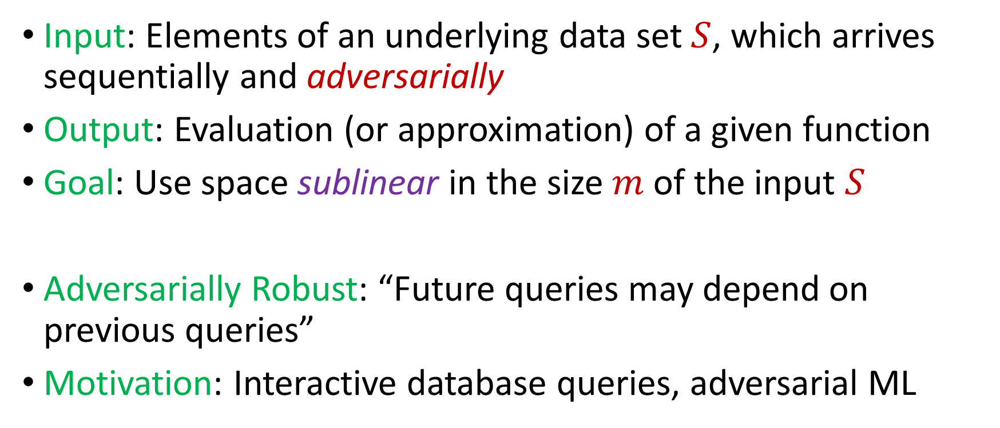 • Input: Elements of an underlying data set S, which arrives
sequentially and adversarially
• Output: Evaluation (or approximation) of a given function
• Goal: Use space sublinear in the size m of the input S
• Adversarially Robust: “Future queries may depend on
previous queries”
• Motivation: Interactive database queries, adversarial ML